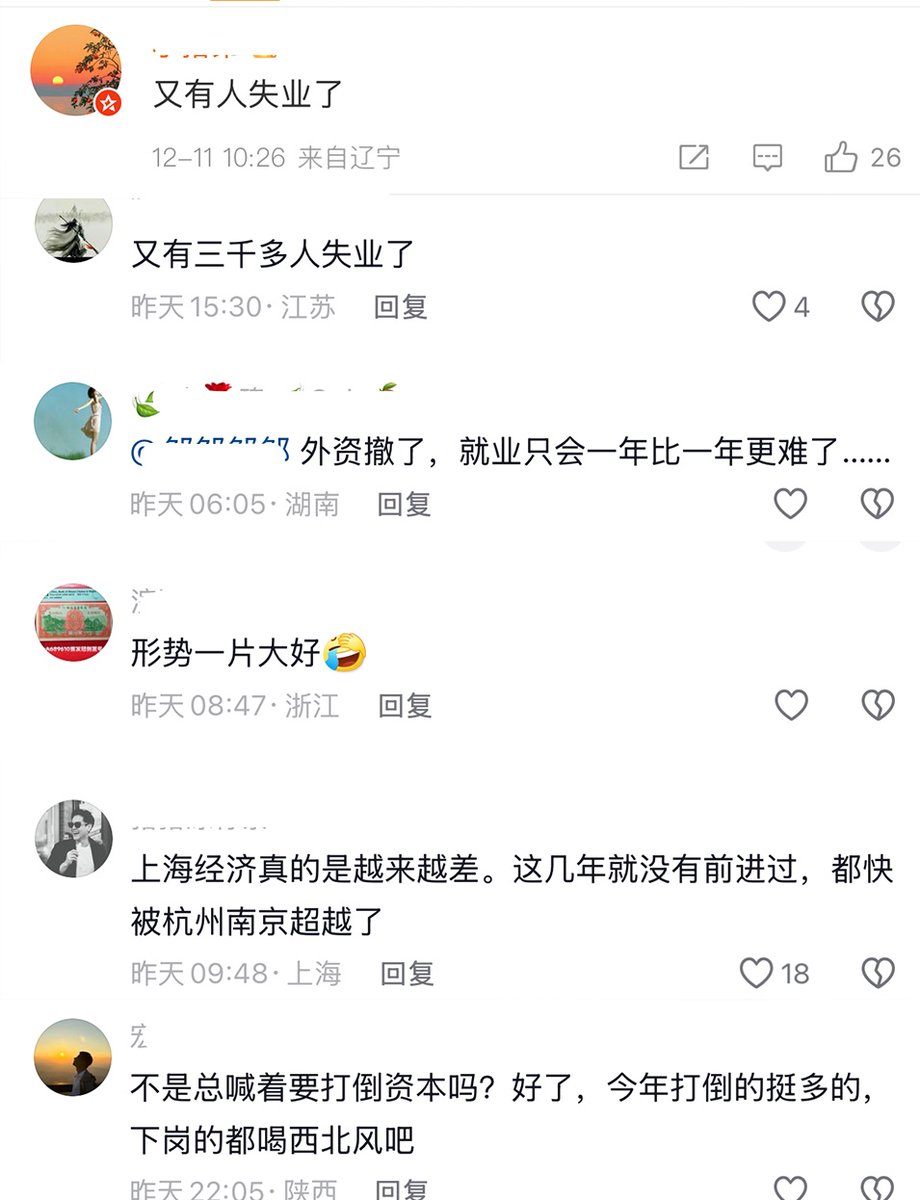 又有人失业了
12-11 10:26 来自辽宁
26
又有三千多人失业了
昨天 15:30 · 江苏 回复
4
外资撤了，就业只会一年比一年更难了......
昨天 06:05 · 湖南 回复
形势一片大好🤣
昨天 08:47 · 浙江 回复
上海经济真的是越来越差。这几年就没有前进过，都快
被杭州南京超越了
昨天 09:48 · 上海 回复
18
不是总喊着要打倒资本吗？好了，今年打倒的挺多的，
下岗的都喝西北风吧
昨天 22:05 · 陕西 回复